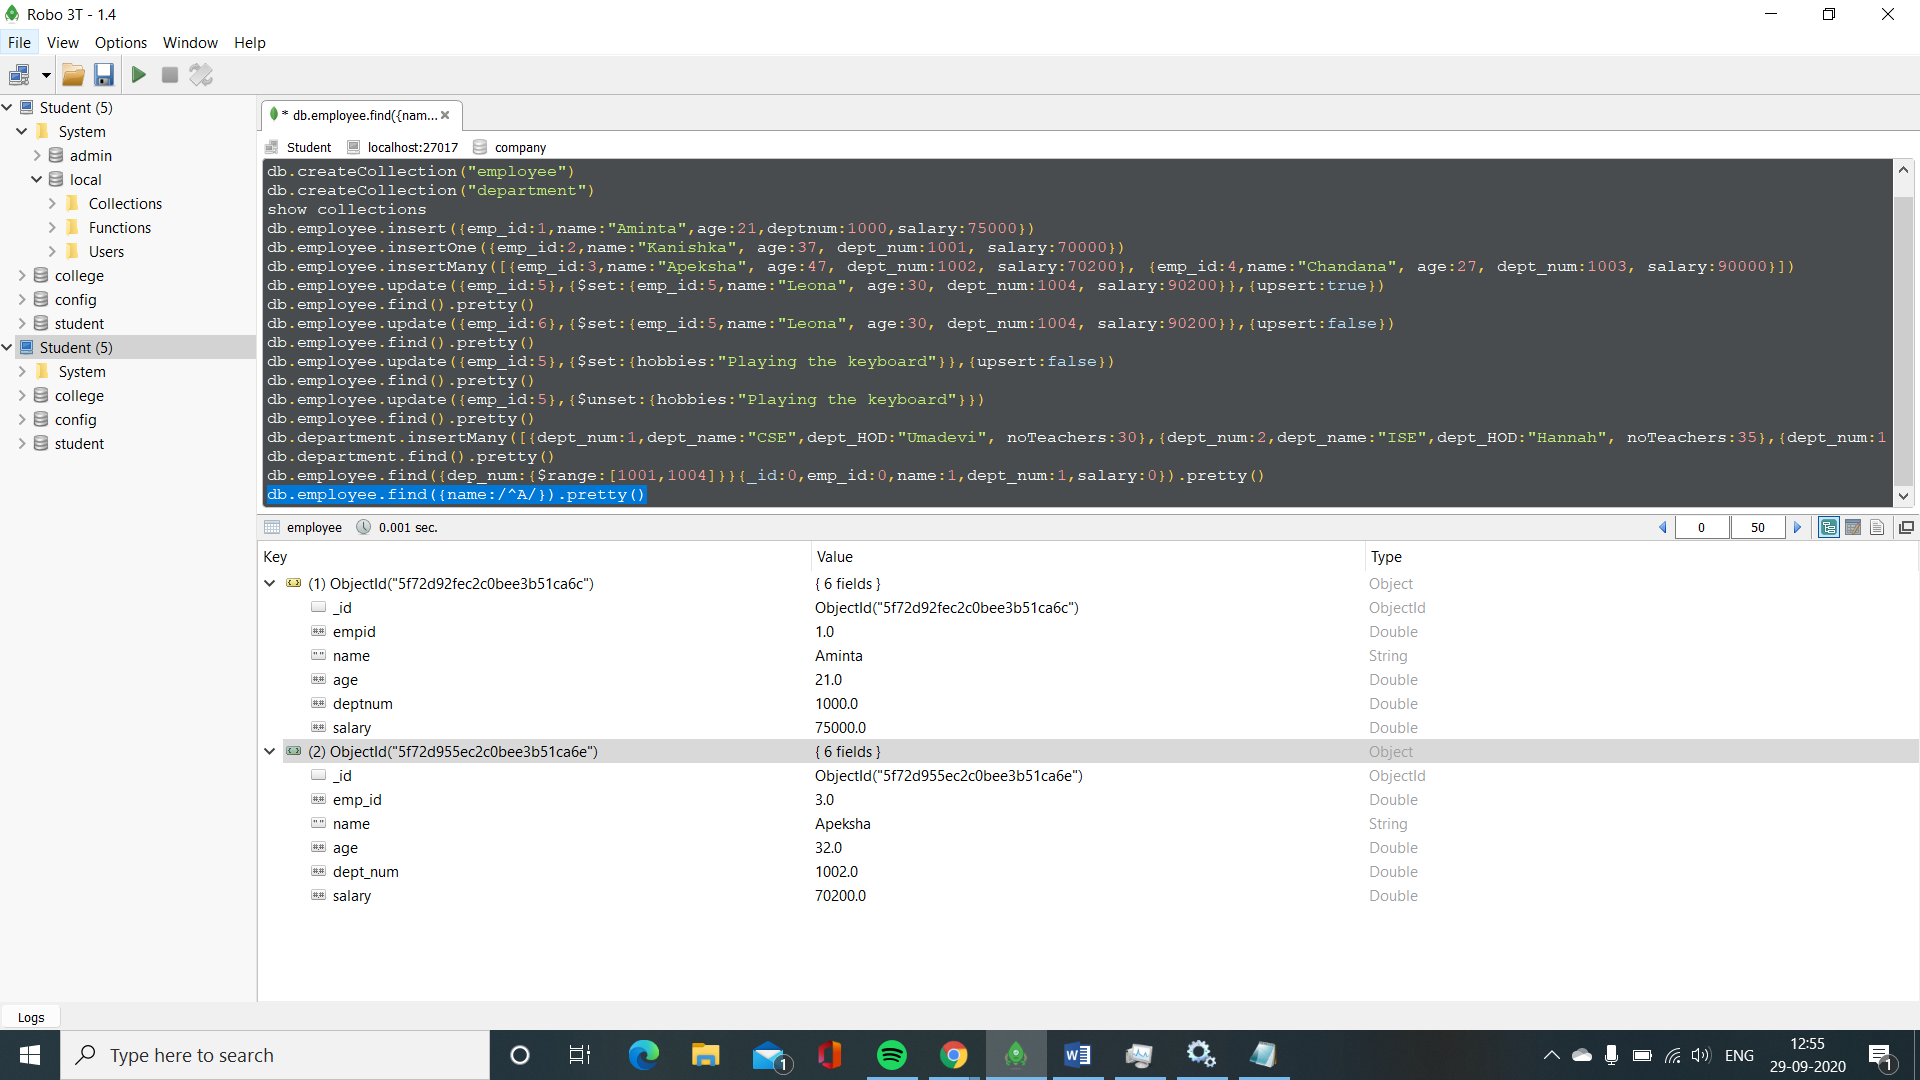 Robo 3T - 1.4
File View Options Window Help
Student (5)
System
admin
local
Collections
Functions
Users
college
config
student
Student (5)
System
college
config
student
* db.employee.find({nam...
Student localhost:27017 company
db.createCollection("employee")
db.createCollection("department")
show collections
db.employee.insert({emp_id:1,name:"Aminta",age:21,deptnum:1000,salary:75000})
db.employee.insertOne({emp_id:2,name:"Kanishka", age:37, dept_num:1001, salary:70000})
db.employee.insertMany([{emp_id:3,name:"Apeksha", age:47, dept_num:1002, salary:70200}, {emp_id:4,name:"Chandana", age:27, dept_num:1003, salary:90000}])
db.employee.update({emp_id:5},{$set:{emp_id:5,name:"Leona", age:30, dept_num:1004, salary:90200}},{upsert:true})
db.employee.find().pretty()
db.employee.update({emp_id:6},{$set:{emp_id:5,name:"Leona", age:30, dept_num:1004, salary:90200}},{upsert:false})
db.employee.find().pretty()
db.employee.update({emp_id:5},{$set:{hobbies:"Playing the keyboard"}},{upsert:false})
db.employee.find().pretty()
db.employee.update({emp_id:5},{$unset:{hobbies:"Playing the keyboard"}})
db.employee.find().pretty()
db.department.insertMany([{dept_num:1,dept_name:"CSE",dept_HOD:"Umadevi", noTeachers:30},{dept_num:2,dept_name:"ISE",dept_HOD:"Hannah", noTeachers:35},{dept_num:1
db.department.find().pretty()
db.employee.find({dep_num:{$range:[1001,1004]}}{_id:0,emp_id:0,name:1,dept_num:1,salary:0}).pretty()
db.employee.find({name:/^A/}).pretty()
employee 0.001 sec. 0 50
Key Value Type
(1) ObjectId("5f72d92fec2c0bee3b51ca6c") { 6 fields } Object
_id ObjectId("5f72d92fec2c0bee3b51ca6c") ObjectId
empid 1.0 Double
name Aminta String
age 21.0 Double
deptnum 1000.0 Double
salary 75000.0 Double
(2) ObjectId("5f72d955ec2c0bee3b51ca6e") { 6 fields } Object
_id ObjectId("5f72d955ec2c0bee3b51ca6e") ObjectId
emp_id 3.0 Double
name Apeksha String
age 32.0 Double
dept_num 1002.0 Double
salary 70200.0 Double
Logs
Type here to search
1
ENG
12:55
29-09-2020
1